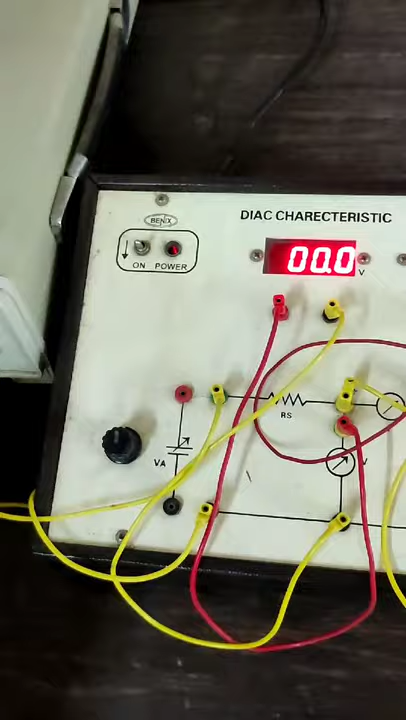 DIAC CHARECTERISTIC
BENIX
00.0 V
ON POWER
RS
VA
V